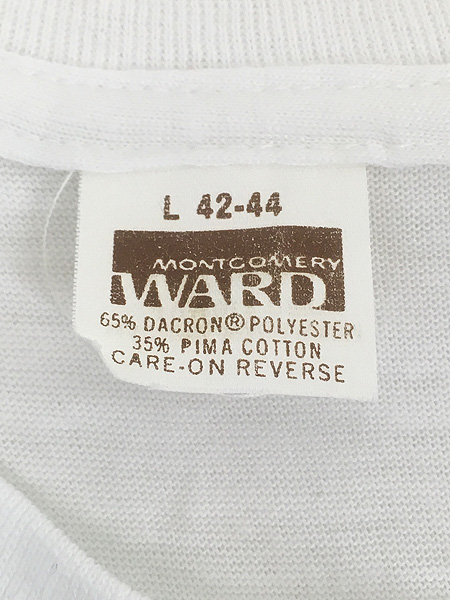 L 42-44
MONTGOMERY
WARD
65% DACRON® POLYESTER
35% PIMA COTTON
CARE-ON REVERSE